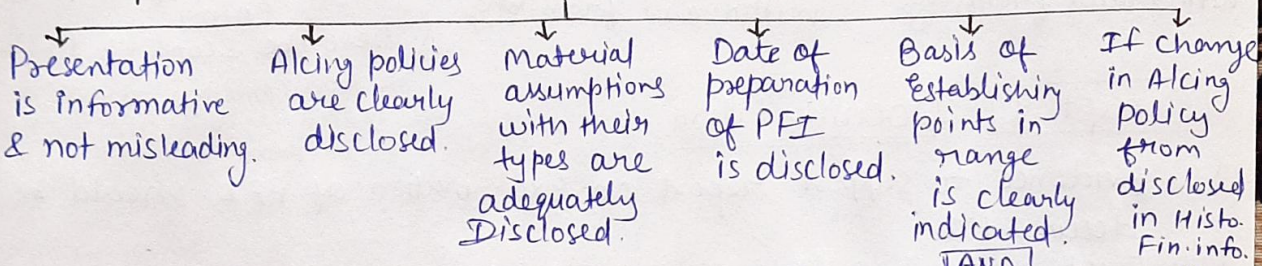 Presentation
is informative
& not misleading.
A/cing policies
are clearly
disclosed.
Material
assumptions
with their
types are
adequately
Disclosed.
Date of
preparation
of PFI
is disclosed.
Basis of
Establishing
points in
range
is clearly
indicated.
If change
in A/cing
Policy
from
disclosed
in Histo.
Fin. info.